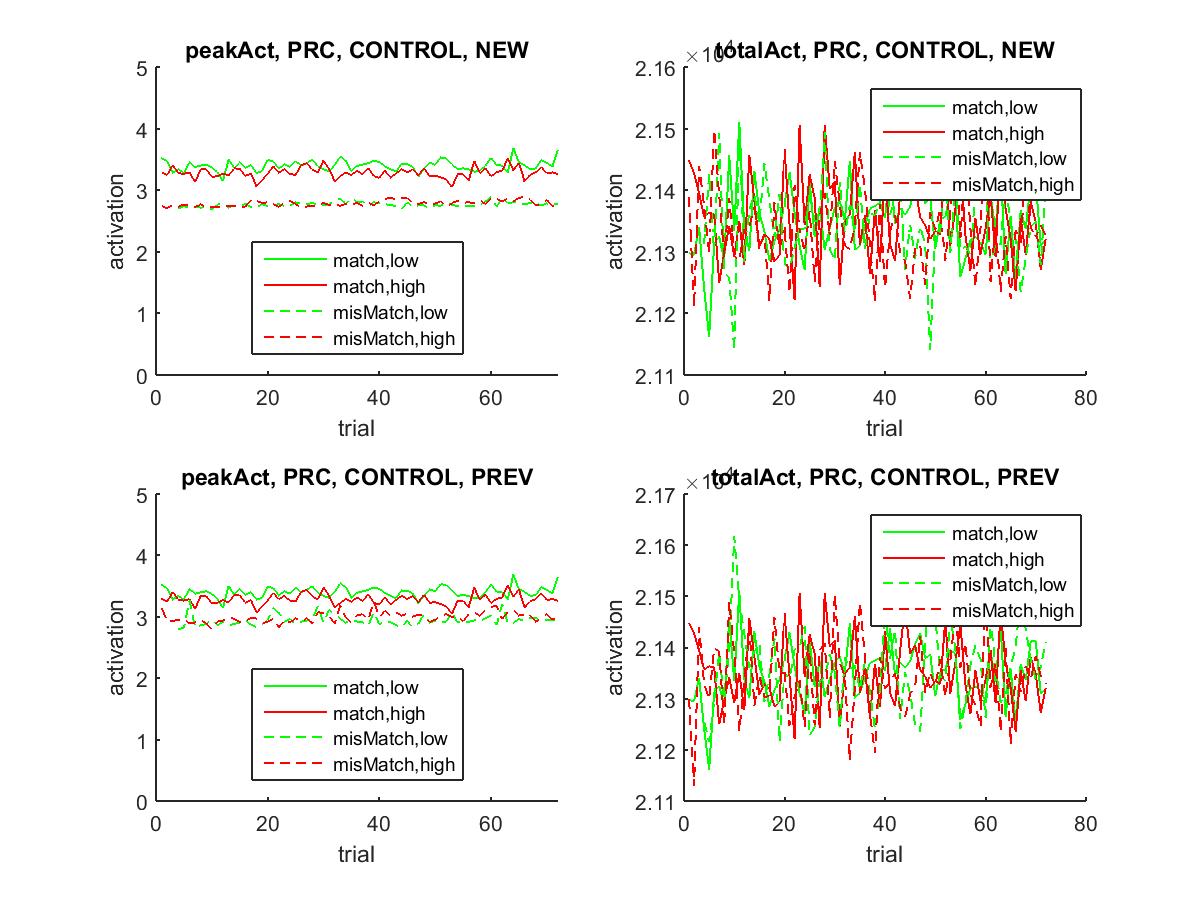 peakAct, PRC, CONTROL, NEW
5
4
3
2
1
0
activation
match,low
match,high
misMatch,low
misMatch,high
0 20 40 60
trial
totalAct, PRC, CONTROL, NEW
2.16
2.15
2.14
2.13
2.12
2.11
activation
match,low
match,high
misMatch,low
misMatch,high
0 20 40 60 80
trial
peakAct, PRC, CONTROL, PREV
5
4
3
2
1
0
activation
match,low
match,high
misMatch,low
misMatch,high
0 20 40 60
trial
totalAct, PRC, CONTROL, PREV
2.17
2.16
2.15
2.14
2.13
2.12
2.11
activation
match,low
match,high
misMatch,low
misMatch,high
0 20 40 60 80
trial